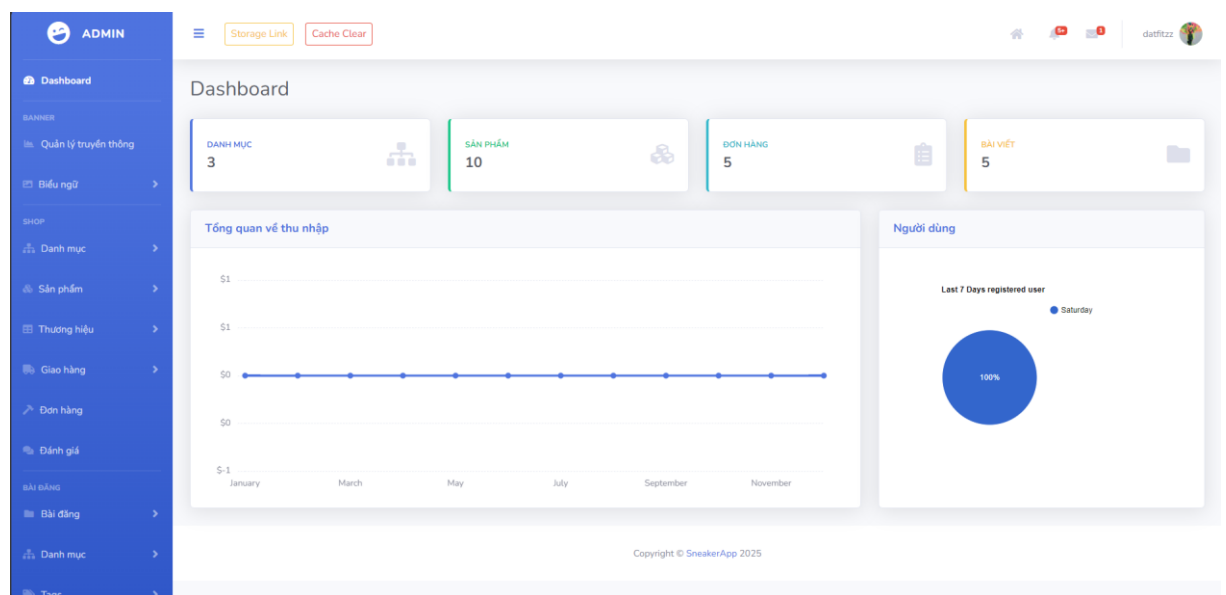 ADMIN
Dashboard
BANNER
Quản lý truyền thông
Biểu ngữ
SHOP
Danh mục
Sản phẩm
Thương hiệu
Giao hàng
Đơn hàng
Đánh giá
BÀI ĐĂNG
Bài đăng
Danh mục
Tags
Storage Link
Cache Clear
5+
1
datfitzz
Dashboard
DANH MỤC
3
SẢN PHẨM
10
ĐƠN HÀNG
5
BÀI VIẾT
5
Tổng quan về thu nhập
$1
$1
$0
$0
$-1
January March May July September November
Người dùng
Last 7 Days registered user
Saturday
100%
Copyright © SneakerApp 2025